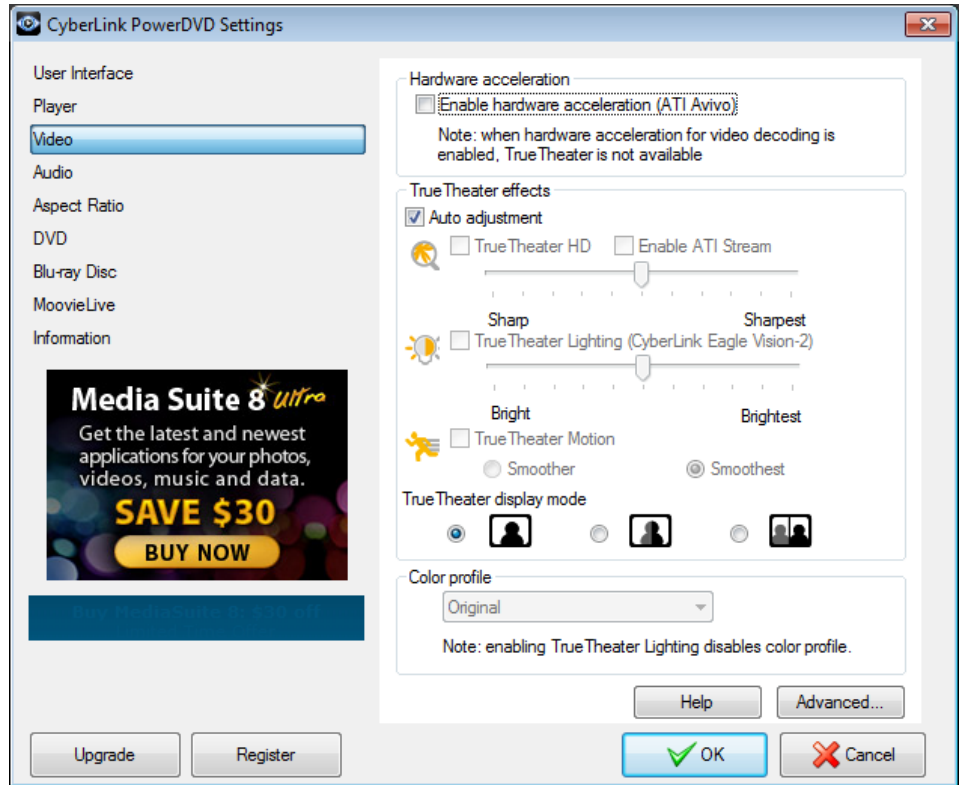 CyberLink PowerDVD Settings
User Interface
Player
Video
Audio
Aspect Ratio
DVD
Blu-ray Disc
MoovieLive
Information
Media Suite 8 Ultra
Get the latest and newest
applications for your photos,
videos, music and data.
SAVE $30
BUY NOW
Buy MediaSuite 8: $30 off
Hardware acceleration
Enable hardware acceleration (ATI Avivo)
Note: when hardware acceleration for video decoding is
enabled, TrueTheater is not available
TrueTheater effects
Auto adjustment
TrueTheater HD Enable ATI Stream
Sharp Sharpest
TrueTheater Lighting (CyberLink Eagle Vision-2)
Bright Brightest
TrueTheater Motion
Smoother Smoothest
TrueTheater display mode
Color profile
Original
Note: enabling TrueTheater Lighting disables color profile.
Help Advanced...
Upgrade Register OK Cancel